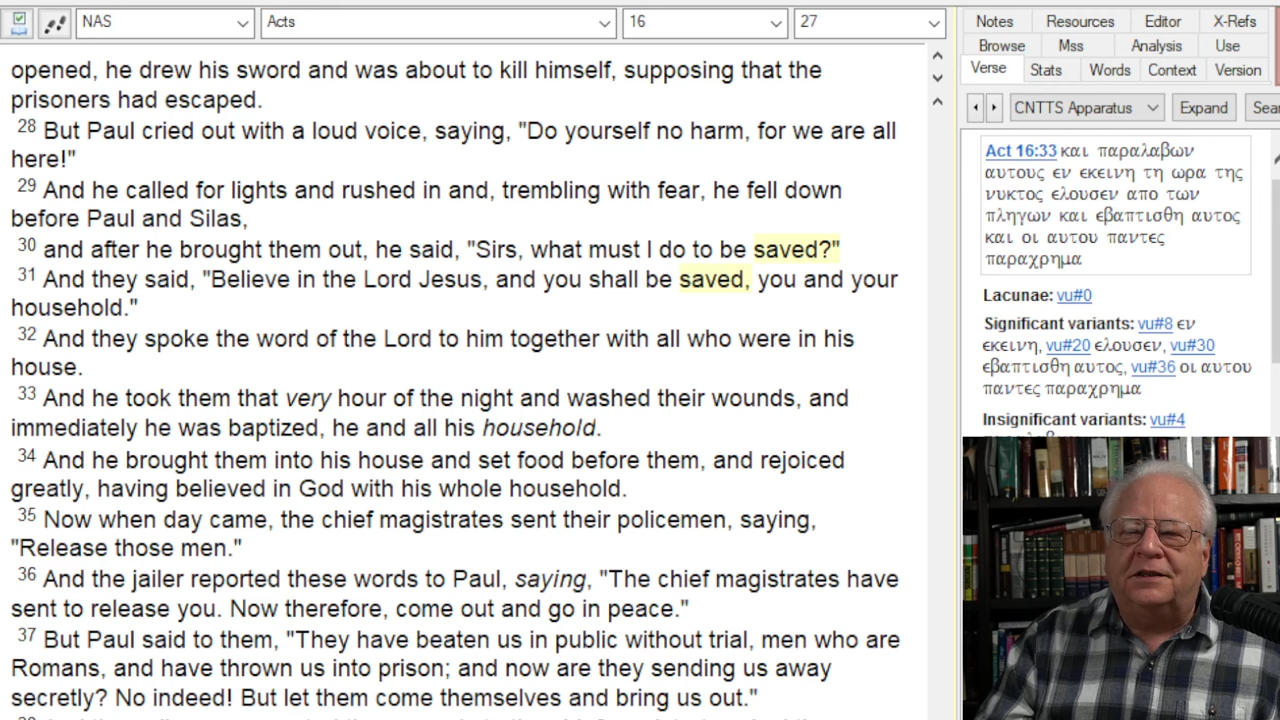 NAS Acts 16 27
opened, he drew his sword and was about to kill himself, supposing that the
prisoners had escaped.
28 But Paul cried out with a loud voice, saying, "Do yourself no harm, for we are all
here!"
29 And he called for lights and rushed in and, trembling with fear, he fell down
before Paul and Silas,
30 and after he brought them out, he said, "Sirs, what must I do to be saved?"
31 And they said, "Believe in the Lord Jesus, and you shall be saved, you and your
household."
32 And they spoke the word of the Lord to him together with all who were in his
house.
33 And he took them that very hour of the night and washed their wounds, and
immediately he was baptized, he and all his household.
34 And he brought them into his house and set food before them, and rejoiced
greatly, having believed in God with his whole household.
35 Now when day came, the chief magistrates sent their policemen, saying,
"Release those men."
36 And the jailer reported these words to Paul, saying, "The chief magistrates have
sent to release you. Now therefore, come out and go in peace."
37 But Paul said to them, "They have beaten us in public without trial, men who are
Romans, and have thrown us into prison; and now are they sending us away
secretly? No indeed! But let them come themselves and bring us out."
Notes Resources Editor X-Refs
Browse Mss Analysis Use
Verse Stats Words Context Version
CNTTS Apparatus Expand Sear
Act 16:33 και παραλαβων
αυτους εν εκεινη τη ωρα της
νυκτος ελουσεν απο των
πληγων και εβαπτισθη αυτος
και οι αυτου παντες
παραχρημα
Lacunae: vu#0
Significant variants: vu#8 εν
εκεινη, vu#20 ελουσεν, vu#30
εβαπτισθη αυτος, vu#36 οι αυτου
παντες παραχρημα
Insignificant variants: vu#4